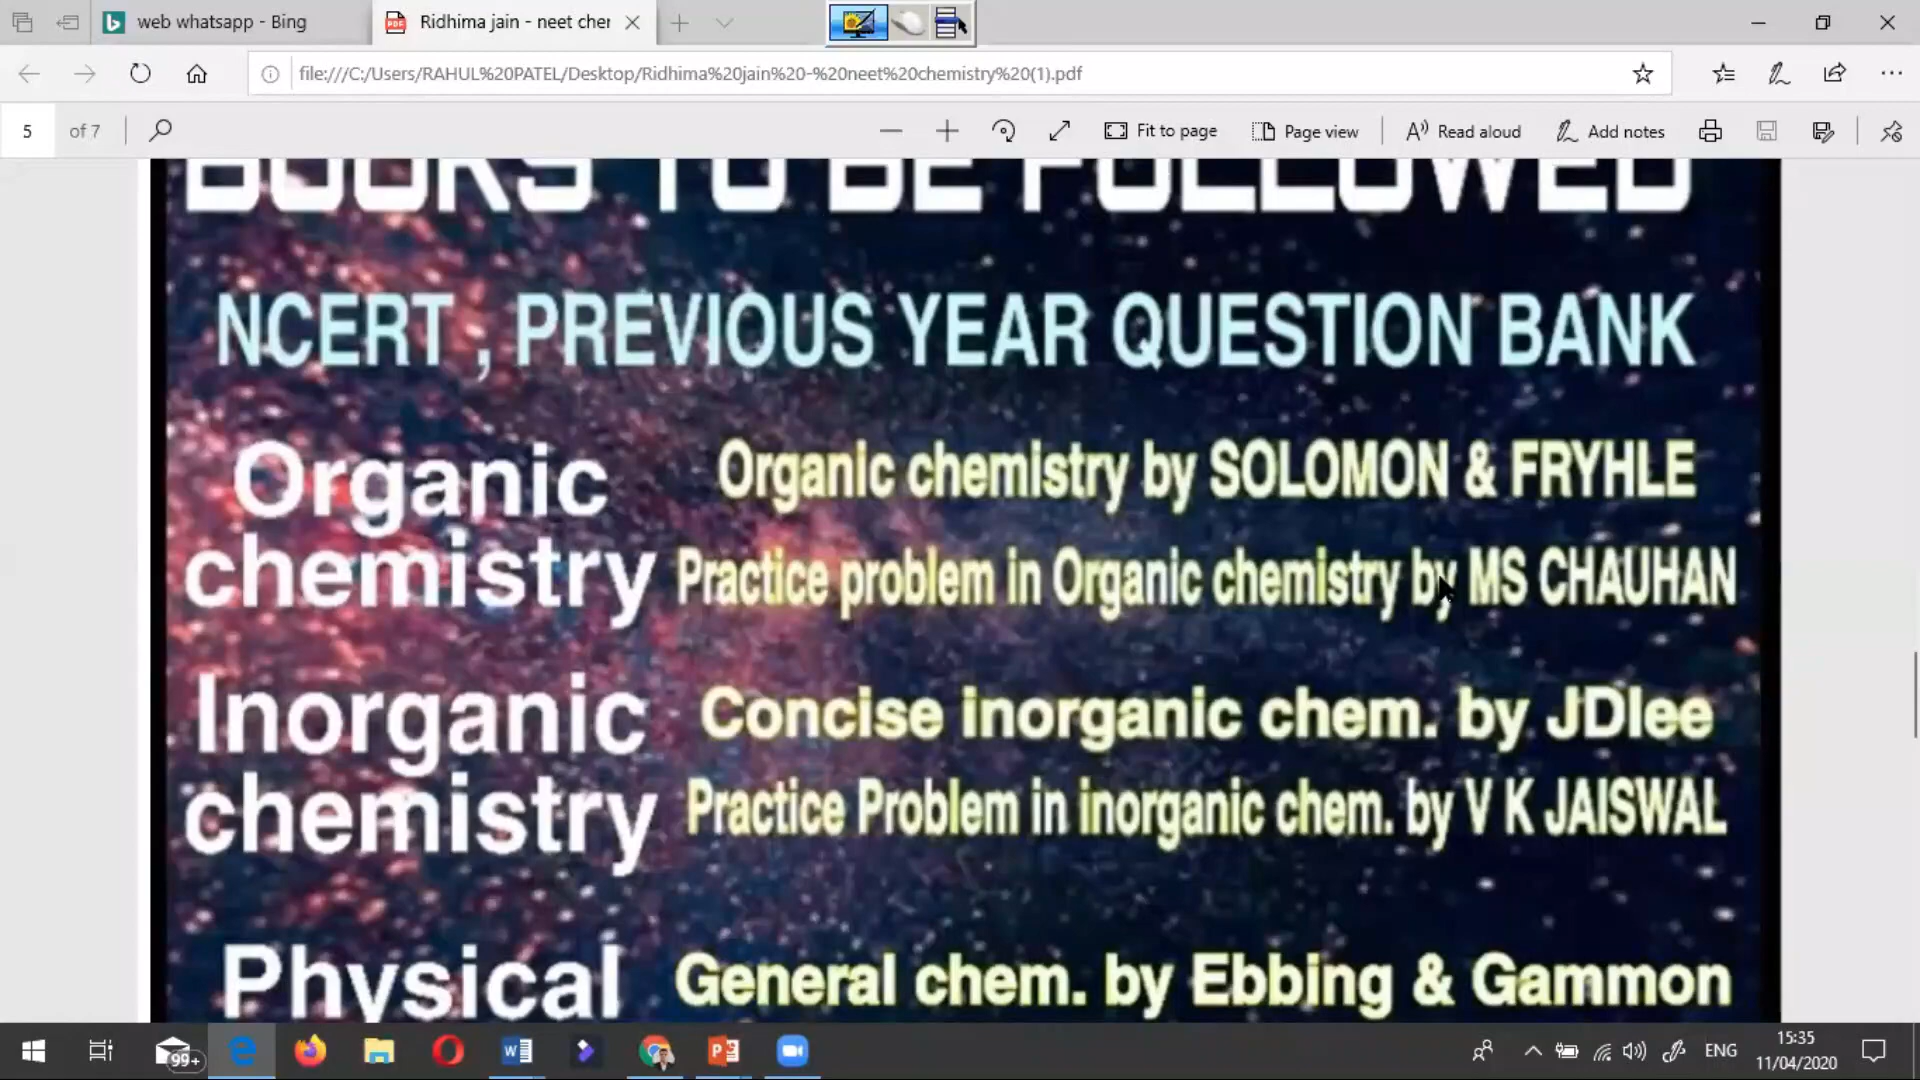 web whatsapp - Bing
Ridhima jain - neet cher
file:///C:/Users/RAHUL%20PATEL/Desktop/Ridhima%20jain%20-%20neet%20chemistry%20(1).pdf
5 of 7
Fit to page
Page view
Read aloud
Add notes
BOOKS TO BE FOLLOWED
NCERT , PREVIOUS YEAR QUESTION BANK
Organic chemistry by SOLOMON & FRYHLE
Organic
chemistry
Practice problem in Organic chemistry by MS CHAUHAN
Inorganic
Concise inorganic chem. by JDlee
chemistry
Practice Problem in inorganic chem. by V K JAISWAL
Physical
General chem. by Ebbing & Gammon
99+
ENG
15:35
11/04/2020